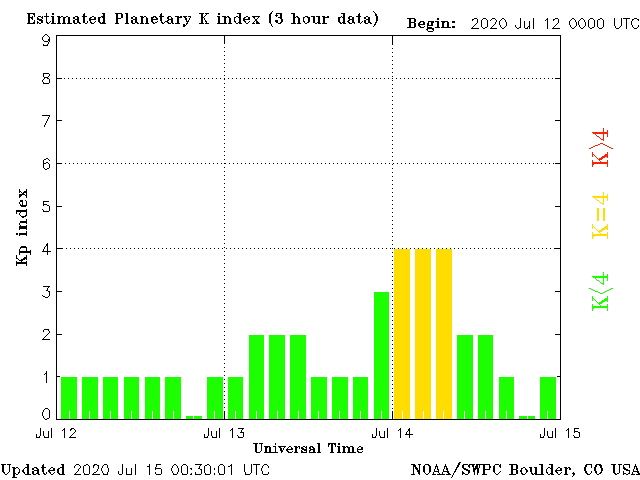 Estimated Planetary K index (3 hour data) Begin: 2020 Jul 12 0000 UTC
9
8
7
6
5
4
3
2
1
0
Kp index
K>4
K=4
K<4
Jul 12 Jul 13 Jul 14 Jul 15
Universal Time
Updated 2020 Jul 15 00:30:01 UTC NOAA/SWPC Boulder, CO USA